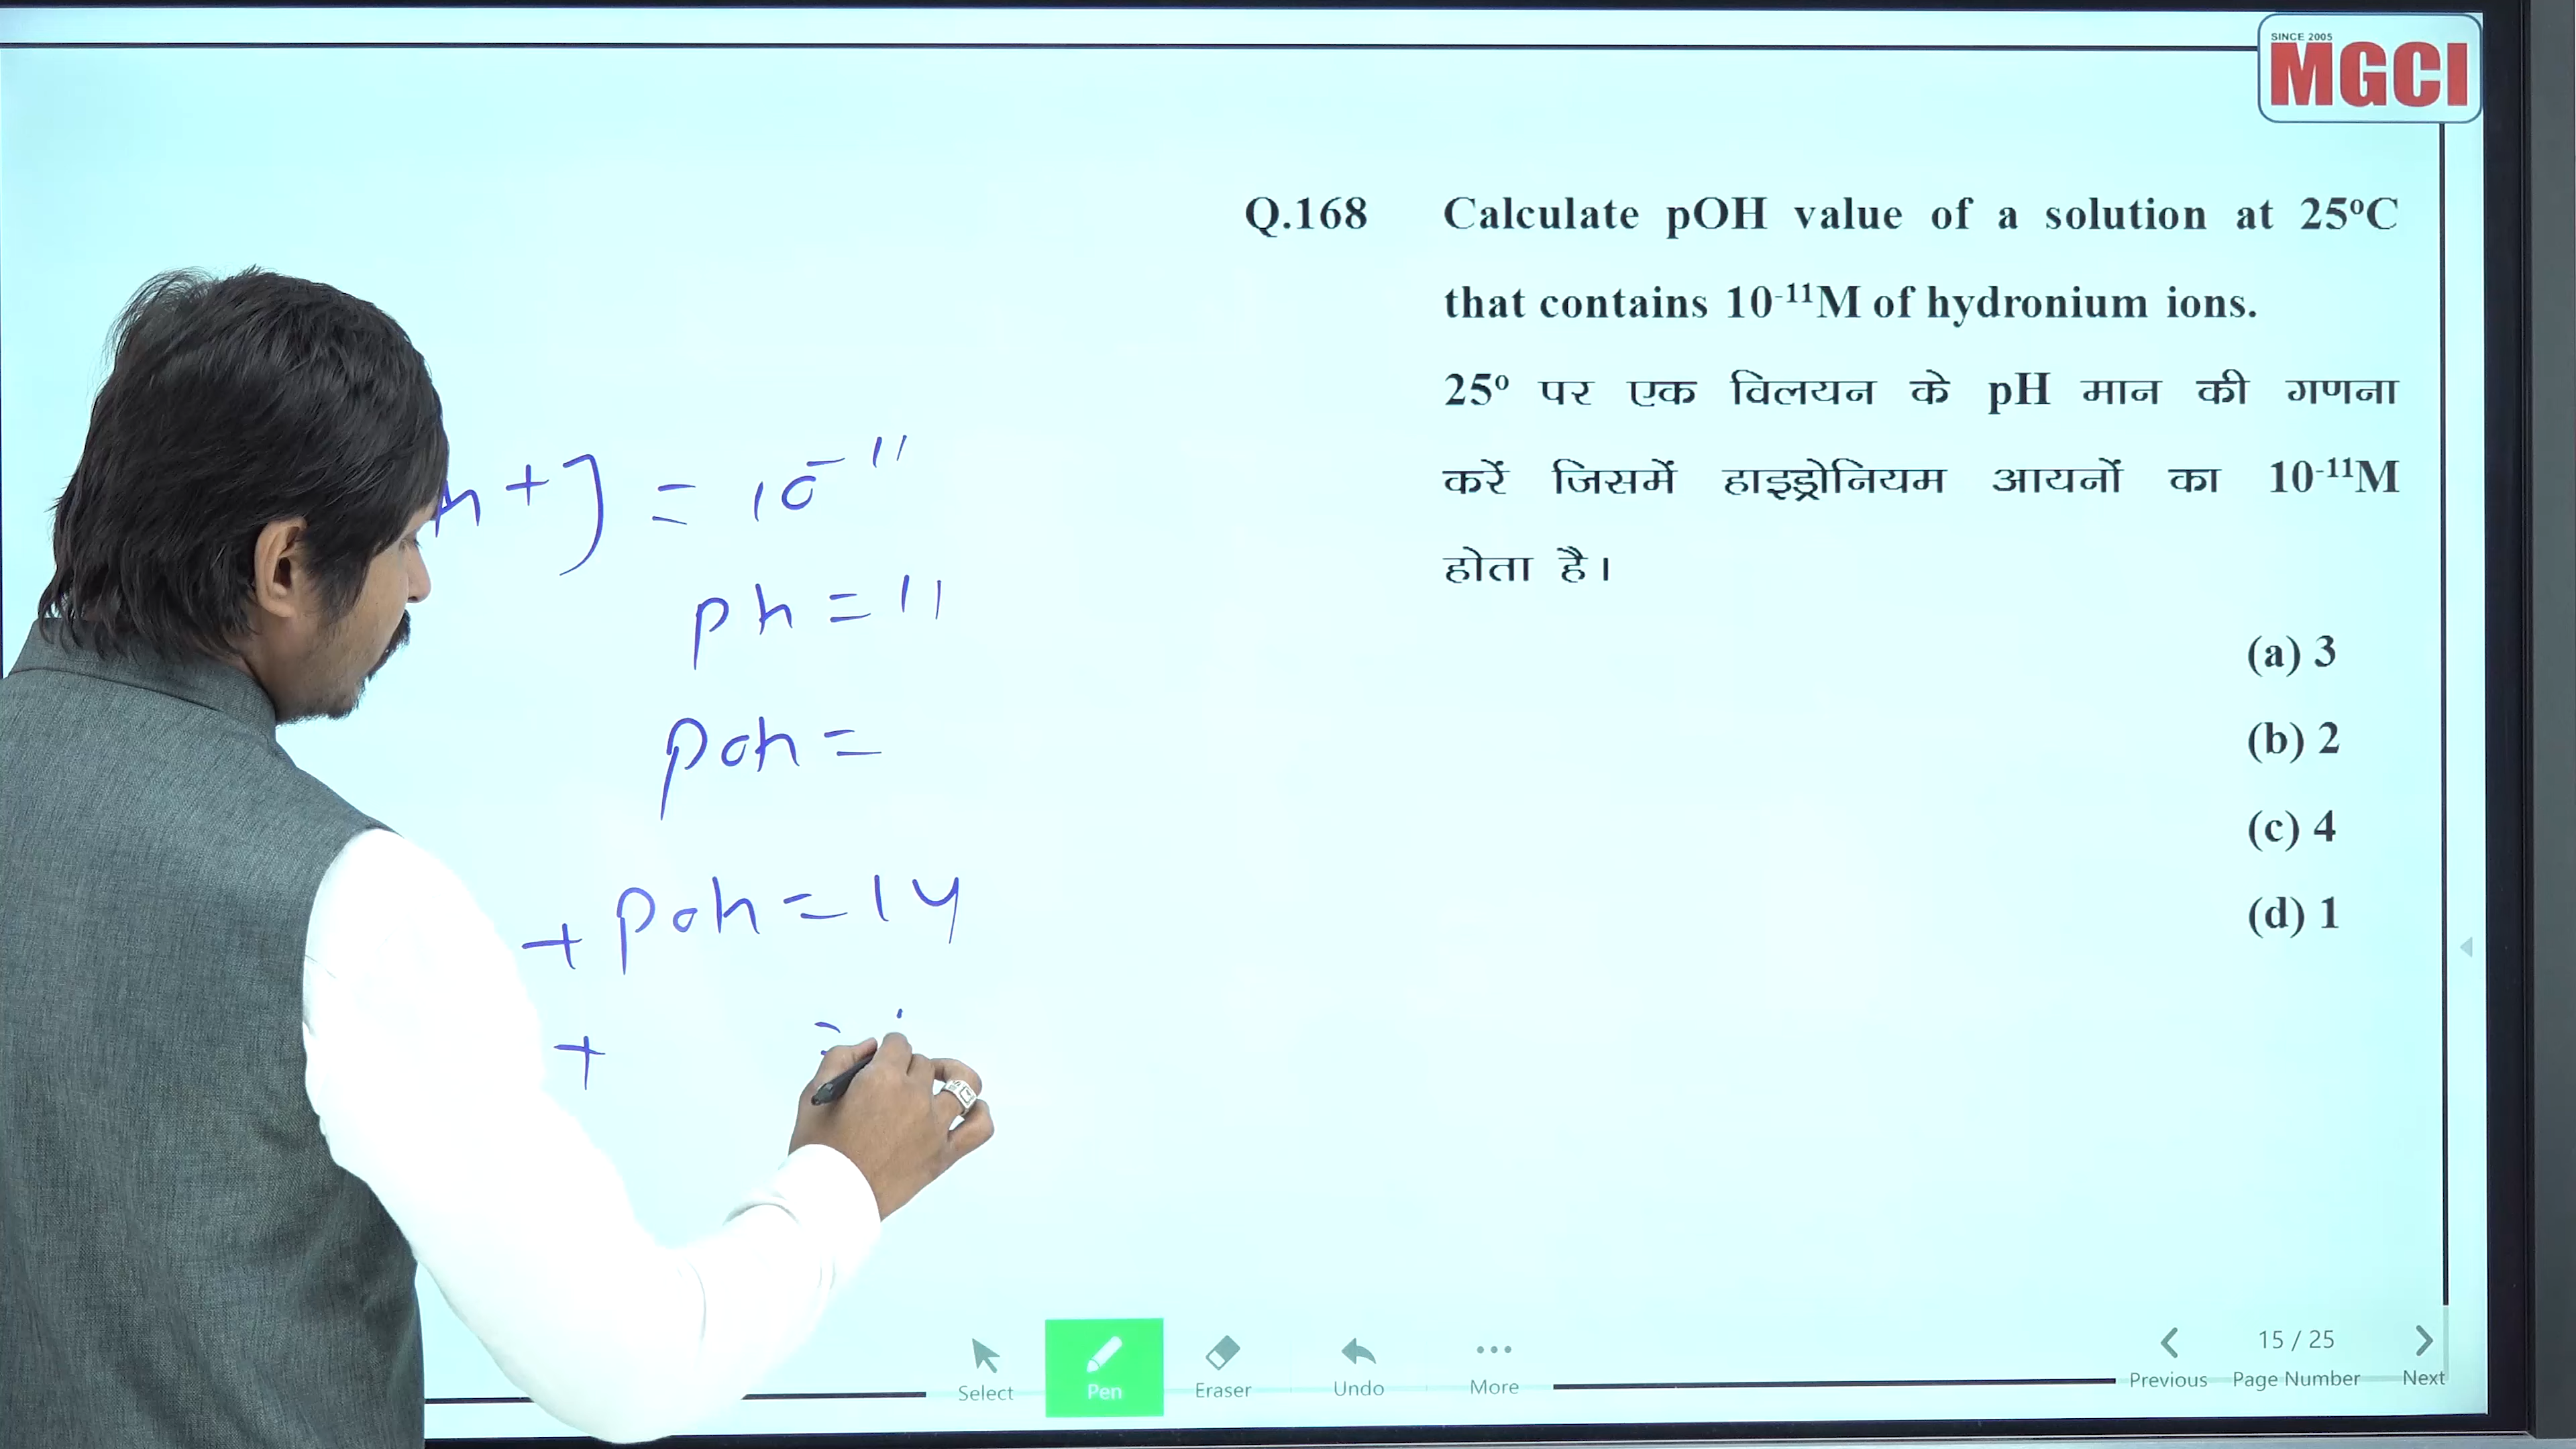 SINCE 2005
MGCI
Q.168 Calculate pOH value of a solution at 25⁰C
that contains 10⁻¹¹M of hydronium ions.
25⁰ पर एक विलयन के pH मान की गणना
करें जिसमें हाइड्रोनियम आयनों का 10⁻¹¹M
होता है।
(a) 3
(b) 2
(c) 4
(d) 1
h+] = 10⁻¹¹
ph = 11
poh =
+ poh = 14
+ =
Select
Pen
Eraser
Undo
More
Previous
15 / 25
Page Number
Next